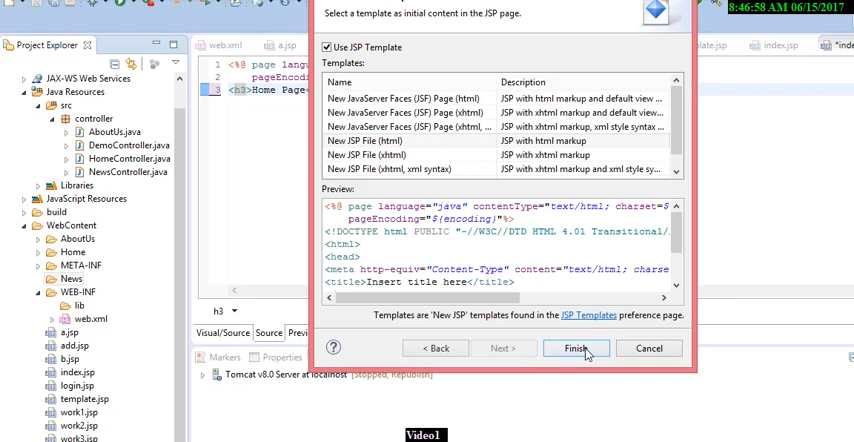 8:46:58 AM 06/15/2017
Select a template as initial content in the JSP page.
Project Explorer
web.xml
a.jsp
index.jsp
Use JSP Template
Templates:
Name Description
New JavaServer Faces (JSF) Page (html) JSP with html markup and default view ...
New JavaServer Faces (JSF) Page (xhtml) JSP with xhtml markup and default view ...
New JavaServer Faces (JSF) Page (xhtml, ... JSP with xhtml markup, xml style syntax ...
New JSP File (html) JSP with html markup
New JSP File (xhtml) JSP with xhtml markup
New JSP File (xhtml, xml syntax) JSP with xhtml markup and xml style sy...
Preview:
<%@ page language="java" contentType="text/html; charset=$
pageEncoding="${encoding}"%>
<!DOCTYPE html PUBLIC "-//W3C//DTD HTML 4.01 Transitional/
<html>
<head>
<meta http-equiv="Content-Type" content="text/html; charse
<title>Insert title here</title>
Templates are 'New JSP' templates found in the JSP Templates preference page.
< Back
Next >
Finish
Cancel
1 <%@ page
2
3 <h3>Home Page
JAX-WS Web Services
Java Resources
src
controller
AboutUs.java
DemoController.java
HomeController.java
NewsController.java
Libraries
JavaScript Resources
build
WebContent
AboutUs
Home
META-INF
News
WEB-INF
lib
web.xml
a.jsp
add.jsp
b.jsp
index.jsp
login.jsp
template.jsp
work1.jsp
work2.jsp
work3.jsp
h3
Visual/Source Source
Markers Properties
Tomcat v8.0 Server at localhost [Stopped, Republish]
Video1